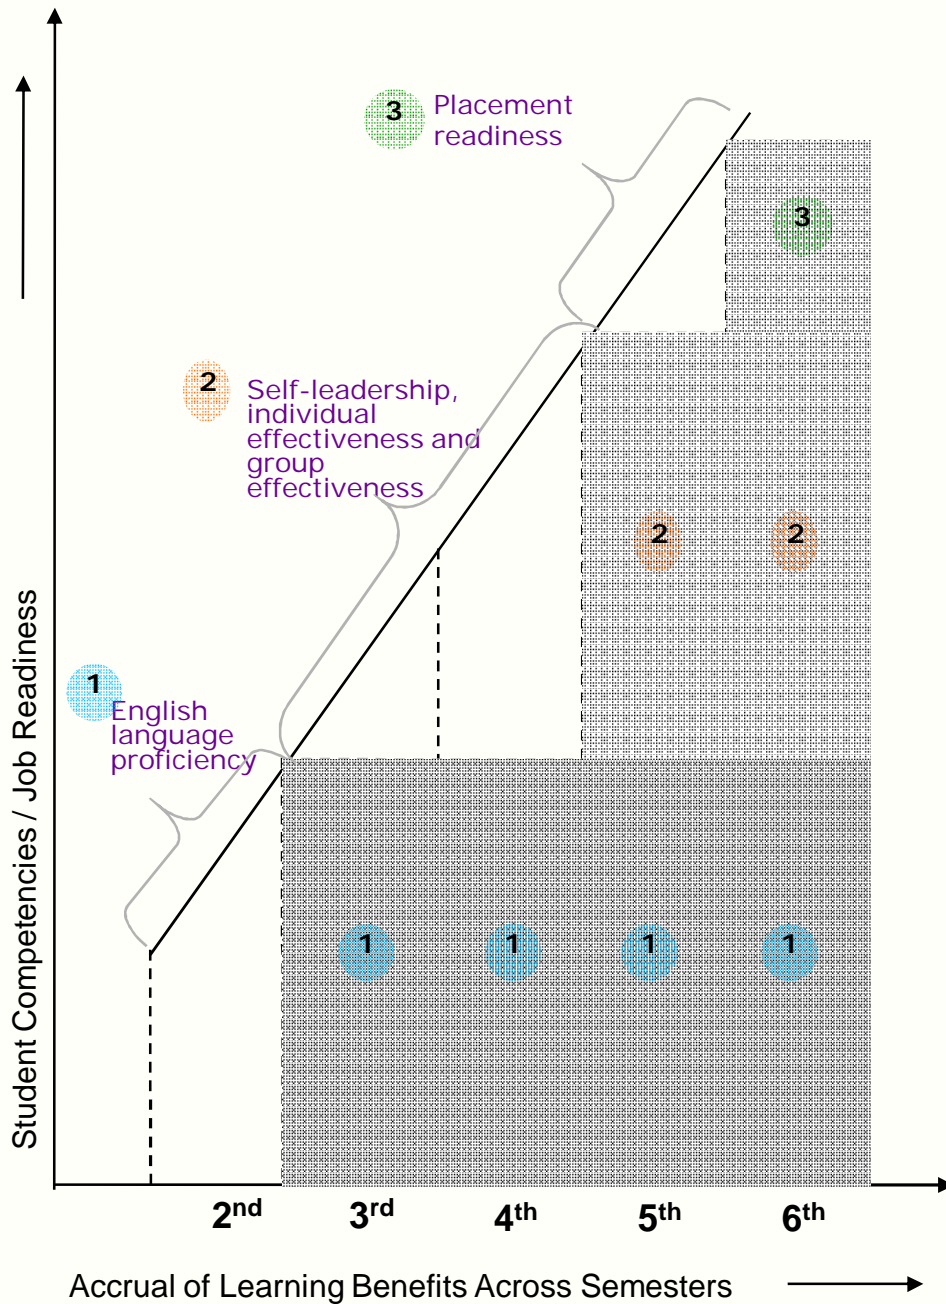 3
Placement
readiness
3
2
Self-leadership,
individual
effectiveness and
group
effectiveness
2
2
1
English
language
proficiency
1
1
1
1
Student Competencies / Job Readiness
2nd
3rd
4th
5th
6th
Accrual of Learning Benefits Across Semesters